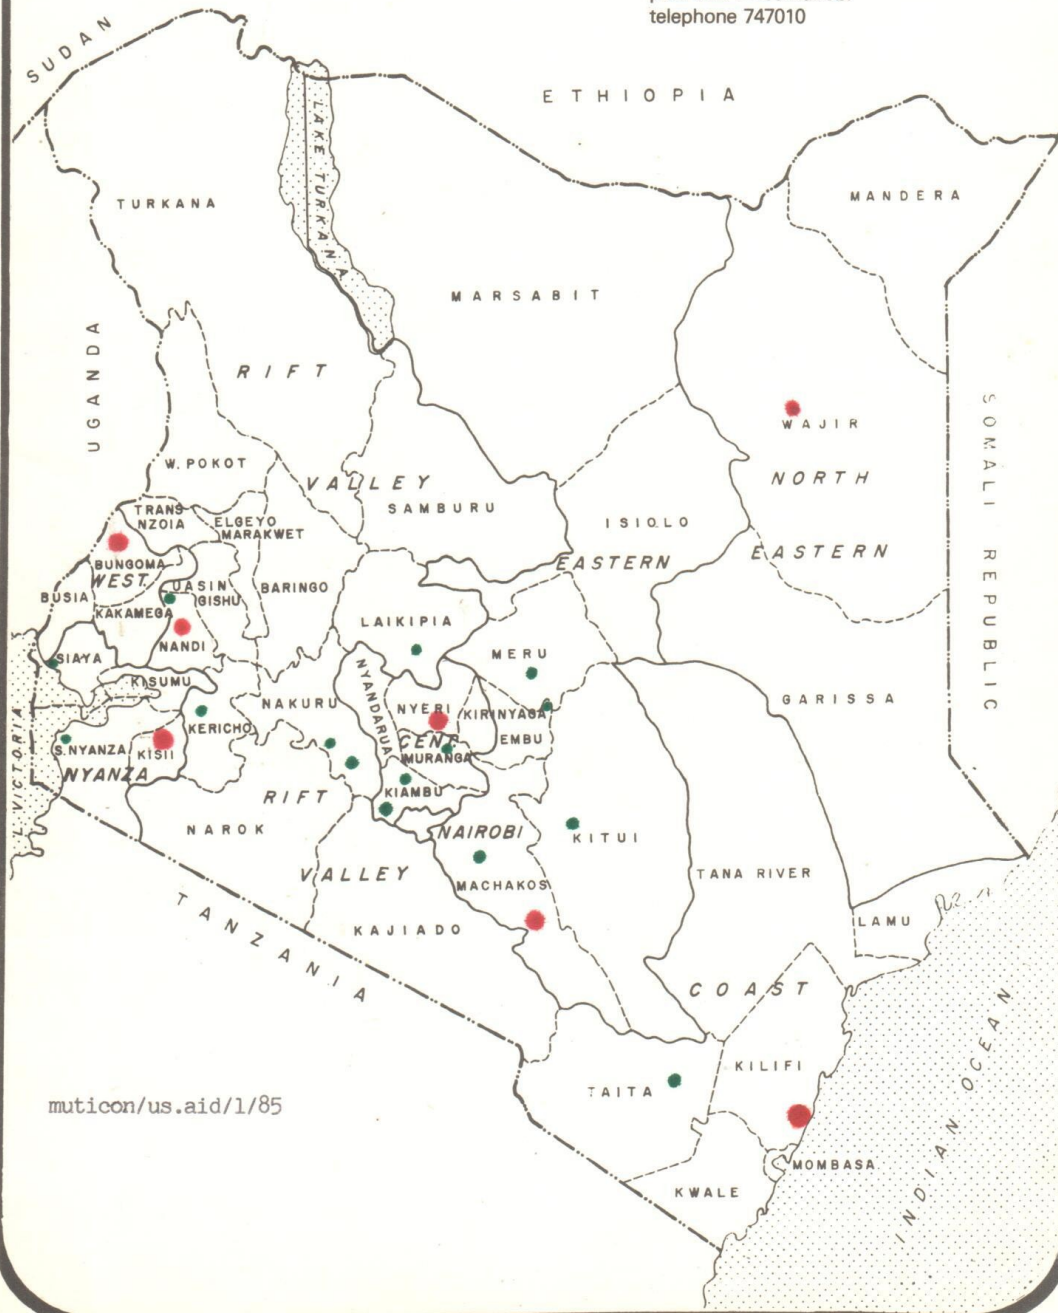 telephone 747010
SUDAN
ETHIOPIA
LAKE TURKANA
TURKANA
MANDERA
MARSABIT
UGANDA
RIFT
SOMALI REPUBLIC
WAJIR
W. POKOT
VALLEY
NORTH
SAMBURU
TRANS
NZOIA
ELGEYO
MARAKWET
ISIOLO
EASTERN
EASTERN
BUNGOMA
WEST.
UASIN
GISHU
BARINGO
BUSIA
KAKAMEGA
LAIKIPIA
NANDI
SIAYA
MERU
KISUMU
NYANDARUA
GARISSA
NAKURU
NYERI
KIRINYAGA
KERICHO
EMBU
CENT.
S.NYANZA
KISII
MURANGA
NYANZA
L. VICTORIA
KIAMBU
RIFT
NAROK
NAIROBI
KITUI
VALLEY
TANA RIVER
MACHAKOS
TANZANIA
LAMU
KAJIADO
COAST
INDIAN OCEAN
KILIFI
TAITA
muticon/us.aid/1/85
MOMBASA
KWALE